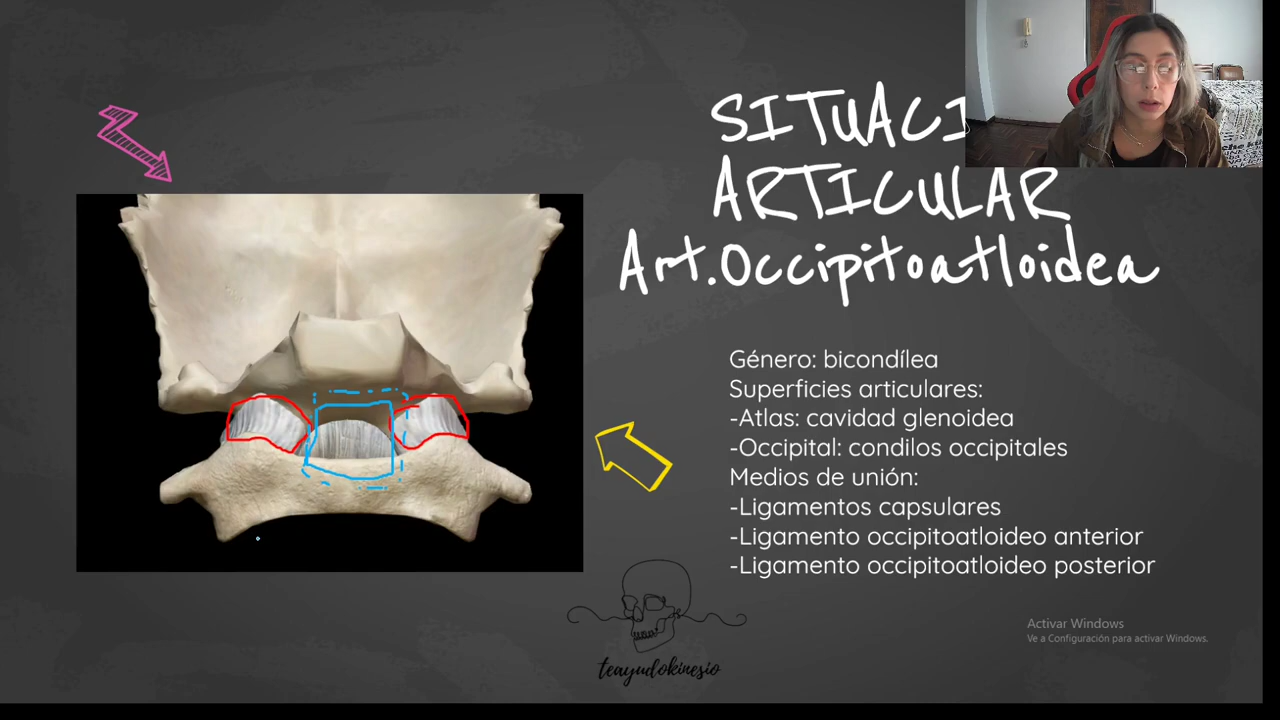 SITUACI
ARTICULAR
Art.Occipitoatloidea
Género: bicondílea
Superficies articulares:
-Atlas: cavidad glenoidea
-Occipital: condilos occipitales
Medios de unión:
-Ligamentos capsulares
-Ligamento occipitoatloideo anterior
-Ligamento occipitoatloideo posterior
Activar Windows
Ve a Configuración para activar Windows.
teayudokinesio